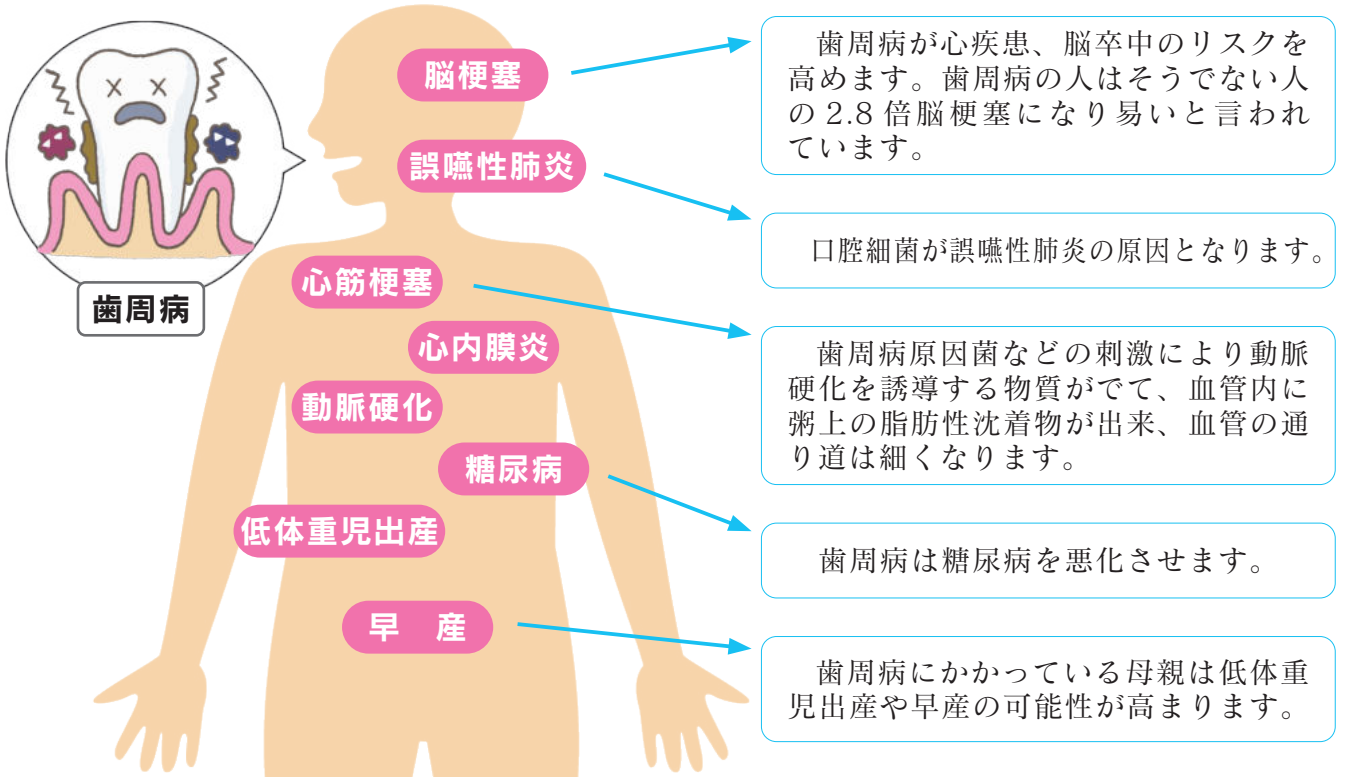 歯周病
脳梗塞
誤嚥性肺炎
心筋梗塞
心内膜炎
動脈硬化
糖尿病
低体重児出産
早　産
歯周病が心疾患、脳卒中のリスクを
高めます。歯周病の人はそうでない人
の 2.8 倍脳梗塞になり易いと言われ
ています。
口腔細菌が誤嚥性肺炎の原因となります。
歯周病原因菌などの刺激により動脈
硬化を誘導する物質がでて、血管内に
粥上の脂肪性沈着物が出来、血管の通
り道は細くなります。
歯周病は糖尿病を悪化させます。
歯周病にかかっている母親は低体重
児出産や早産の可能性が高まります。